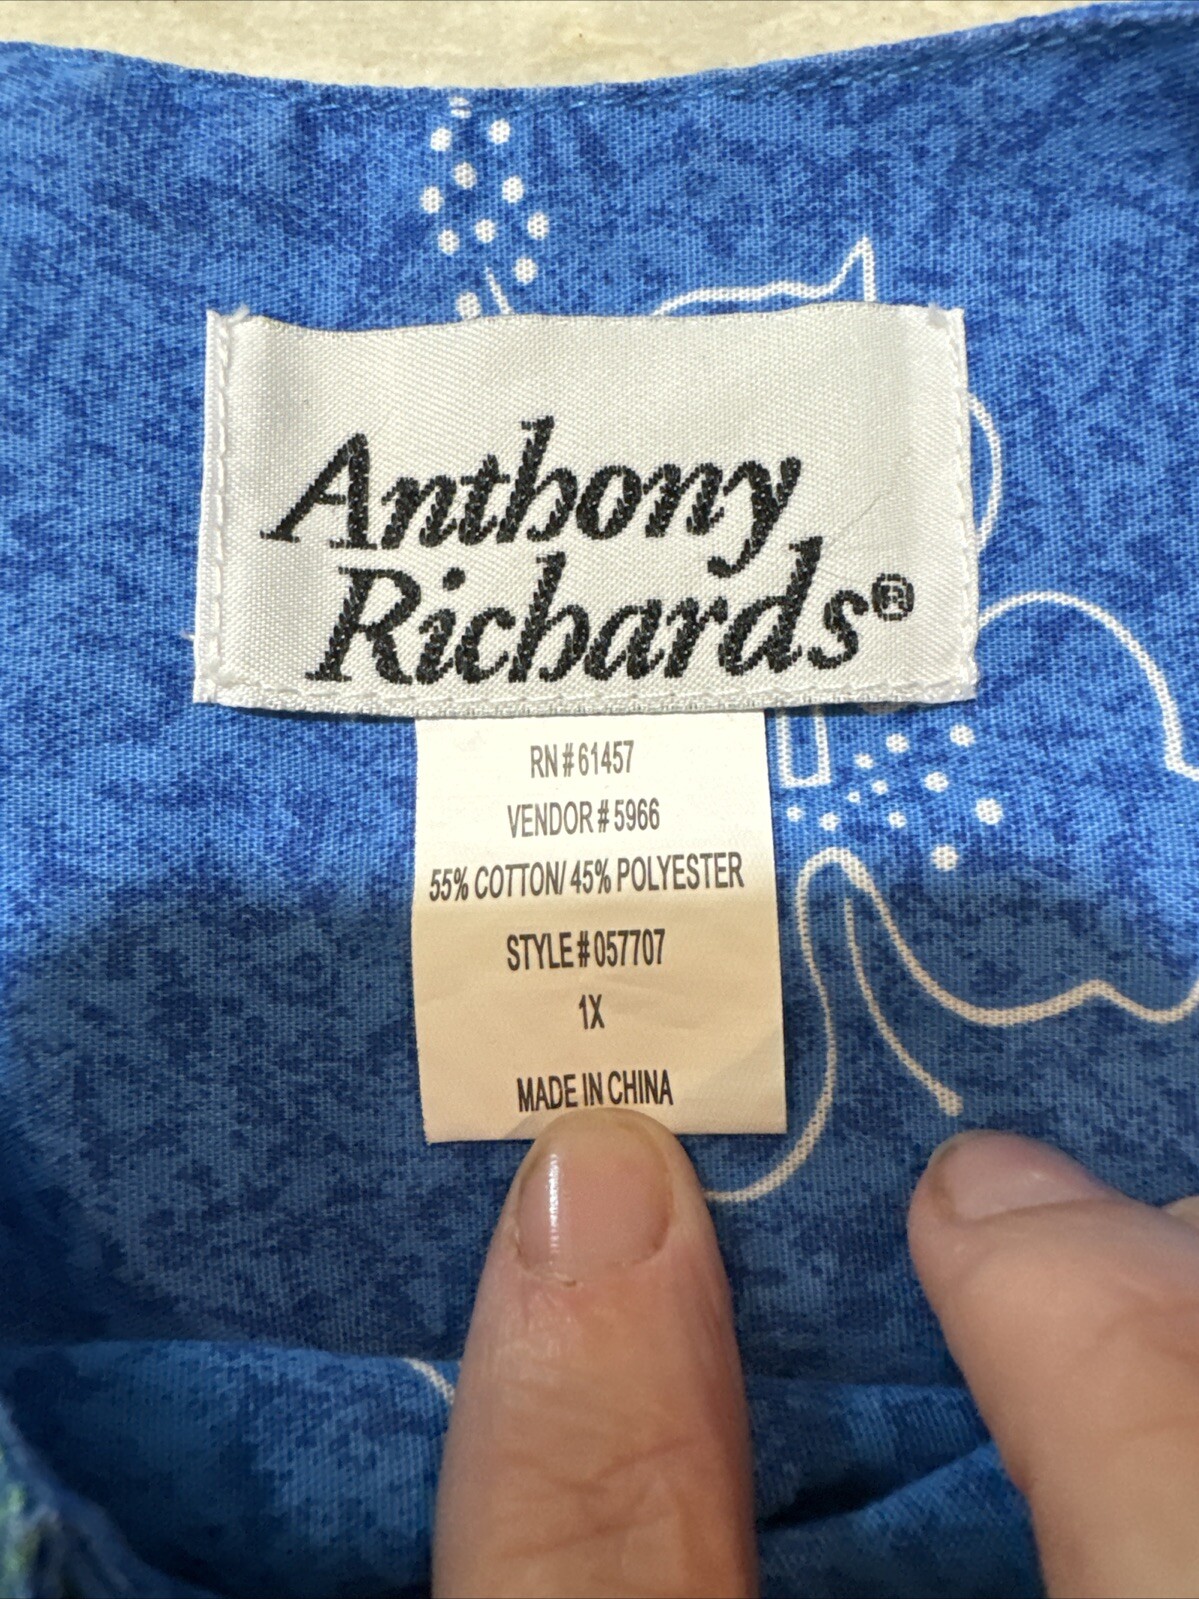 Anthony
Richards®
RN#61457
VENDOR#5966
55% COTTON/ 45% POLYESTER
STYLE#057707
1X
MADE IN CHINA